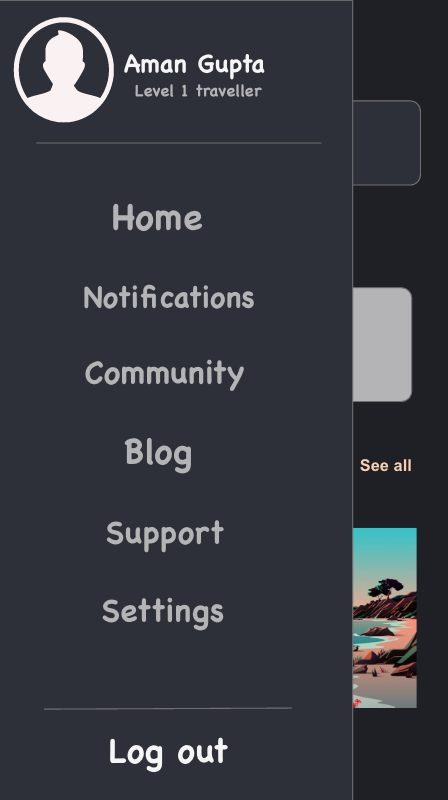 Aman Gupta
Level 1 traveller
Home
Notifications
Community
Blog
See all
Support
Settings
Log out